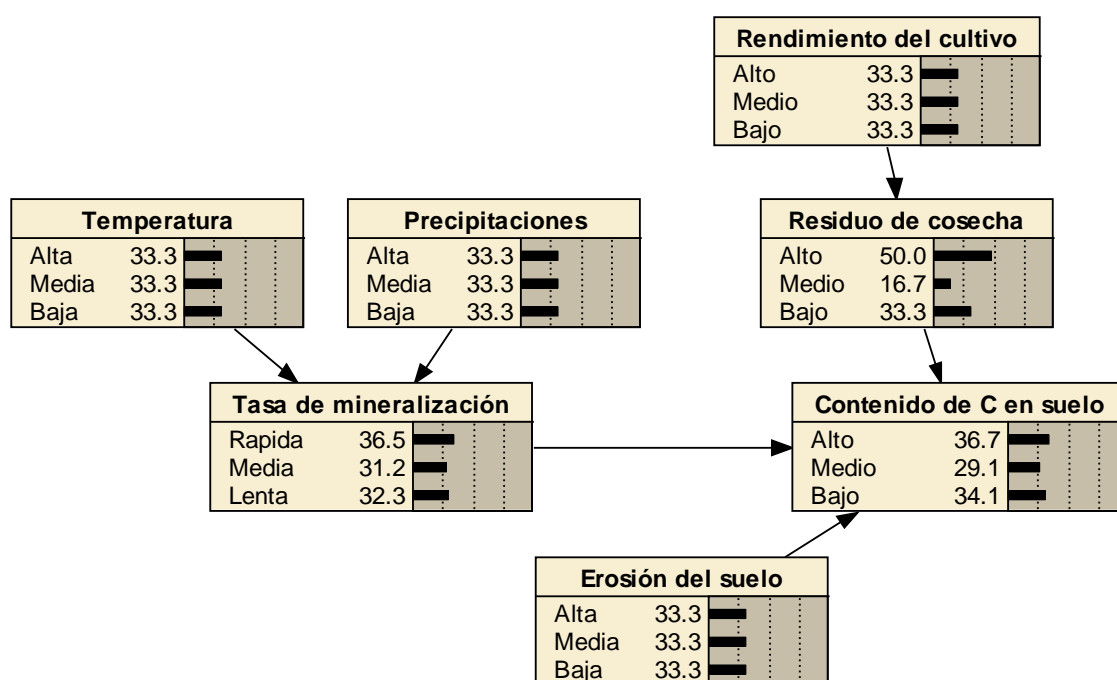 Rendimiento del cultivo
Alto 33.3
Medio 33.3
Bajo 33.3
Temperatura
Alta 33.3
Media 33.3
Baja 33.3
Precipitaciones
Alta 33.3
Media 33.3
Baja 33.3
Residuo de cosecha
Alto 50.0
Medio 16.7
Bajo 33.3
Tasa de mineralización
Rapida 36.5
Media 31.2
Lenta 32.3
Contenido de C en suelo
Alto 36.7
Medio 29.1
Bajo 34.1
Erosión del suelo
Alta 33.3
Media 33.3
Baja 33.3